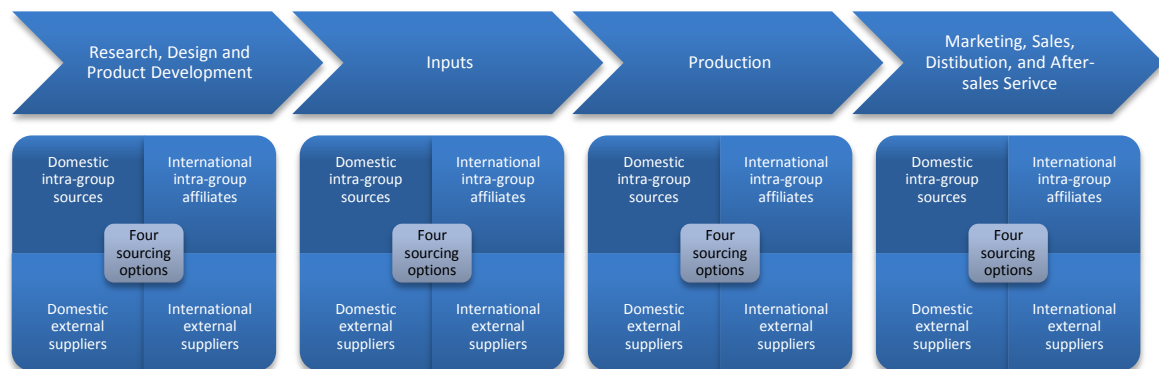 Research, Design and
Product Development
Inputs
Production
Marketing, Sales,
Distibution, and After-
sales Serivce
Domestic
intra-group
sources
International
intra-group
affiliates
Four
sourcing
options
Domestic
external
suppliers
International
external
suppliers
Domestic
intra-group
sources
International
intra-group
affiliates
Four
sourcing
options
Domestic
external
suppliers
International
external
suppliers
Domestic
intra-group
sources
International
intra-group
affiliates
Four
sourcing
options
Domestic
external
suppliers
International
external
suppliers
Domestic
intra-group
sources
International
intra-group
affiliates
Four
sourcing
options
Domestic
external
suppliers
International
external
suppliers